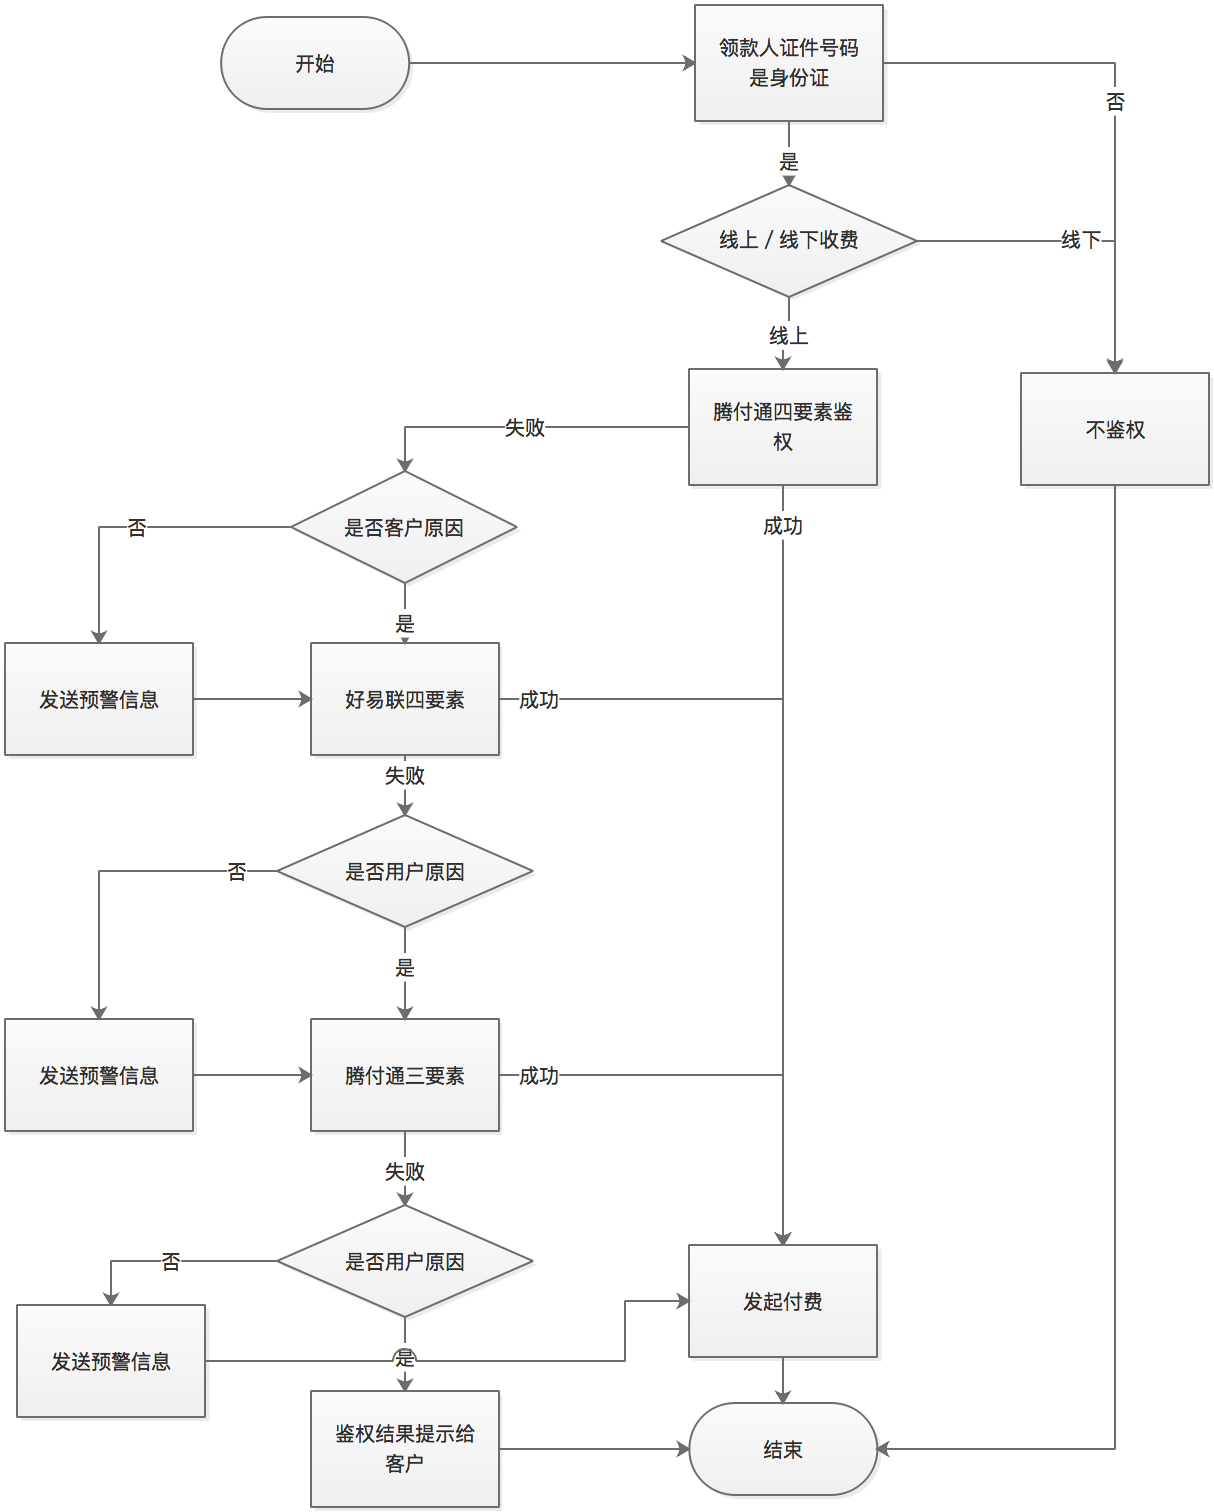 开始
领款人证件号码
是身份证
否
是
线上 / 线下收费
线下
线上
腾付通四要素鉴
权
不鉴权
失败
成功
是否客户原因
否
是
发送预警信息
好易联四要素
成功
失败
是否用户原因
否
是
发送预警信息
腾付通三要素
成功
失败
是否用户原因
否
发起付费
发送预警信息
是
鉴权结果提示给
客户
结束